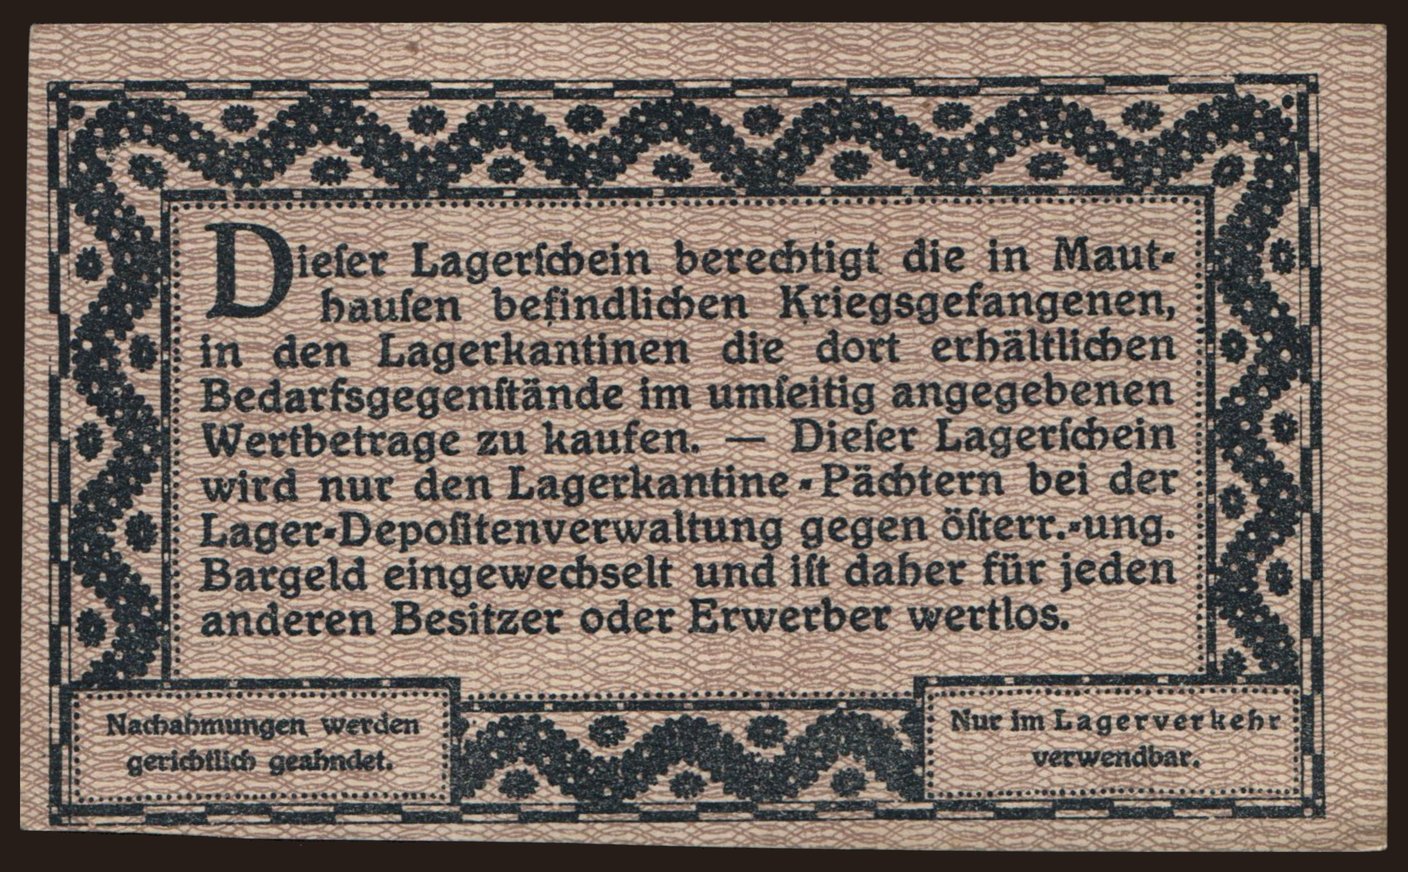 Dieſer Lagerſchein berechtigt die in Maut-
hauſen befindlichen Kriegsgefangenen,
in den Lagerkantinen die dort erhältlichen
Bedarfsgegenſtände im umſeitig angegebenen
Wertbetrage zu kaufen. — Dieſer Lagerſchein
wird nur den Lagerkantine-Pächtern bei der
Lager-Depoſitenverwaltung gegen öſterr.-ung.
Bargeld eingewechselt und iſt daher für jeden
anderen Besitzer oder Erwerber wertlos.
Nachahmungen werden
gerichtlich geahndet.
Nur im Lagerverkehr
verwendbar.